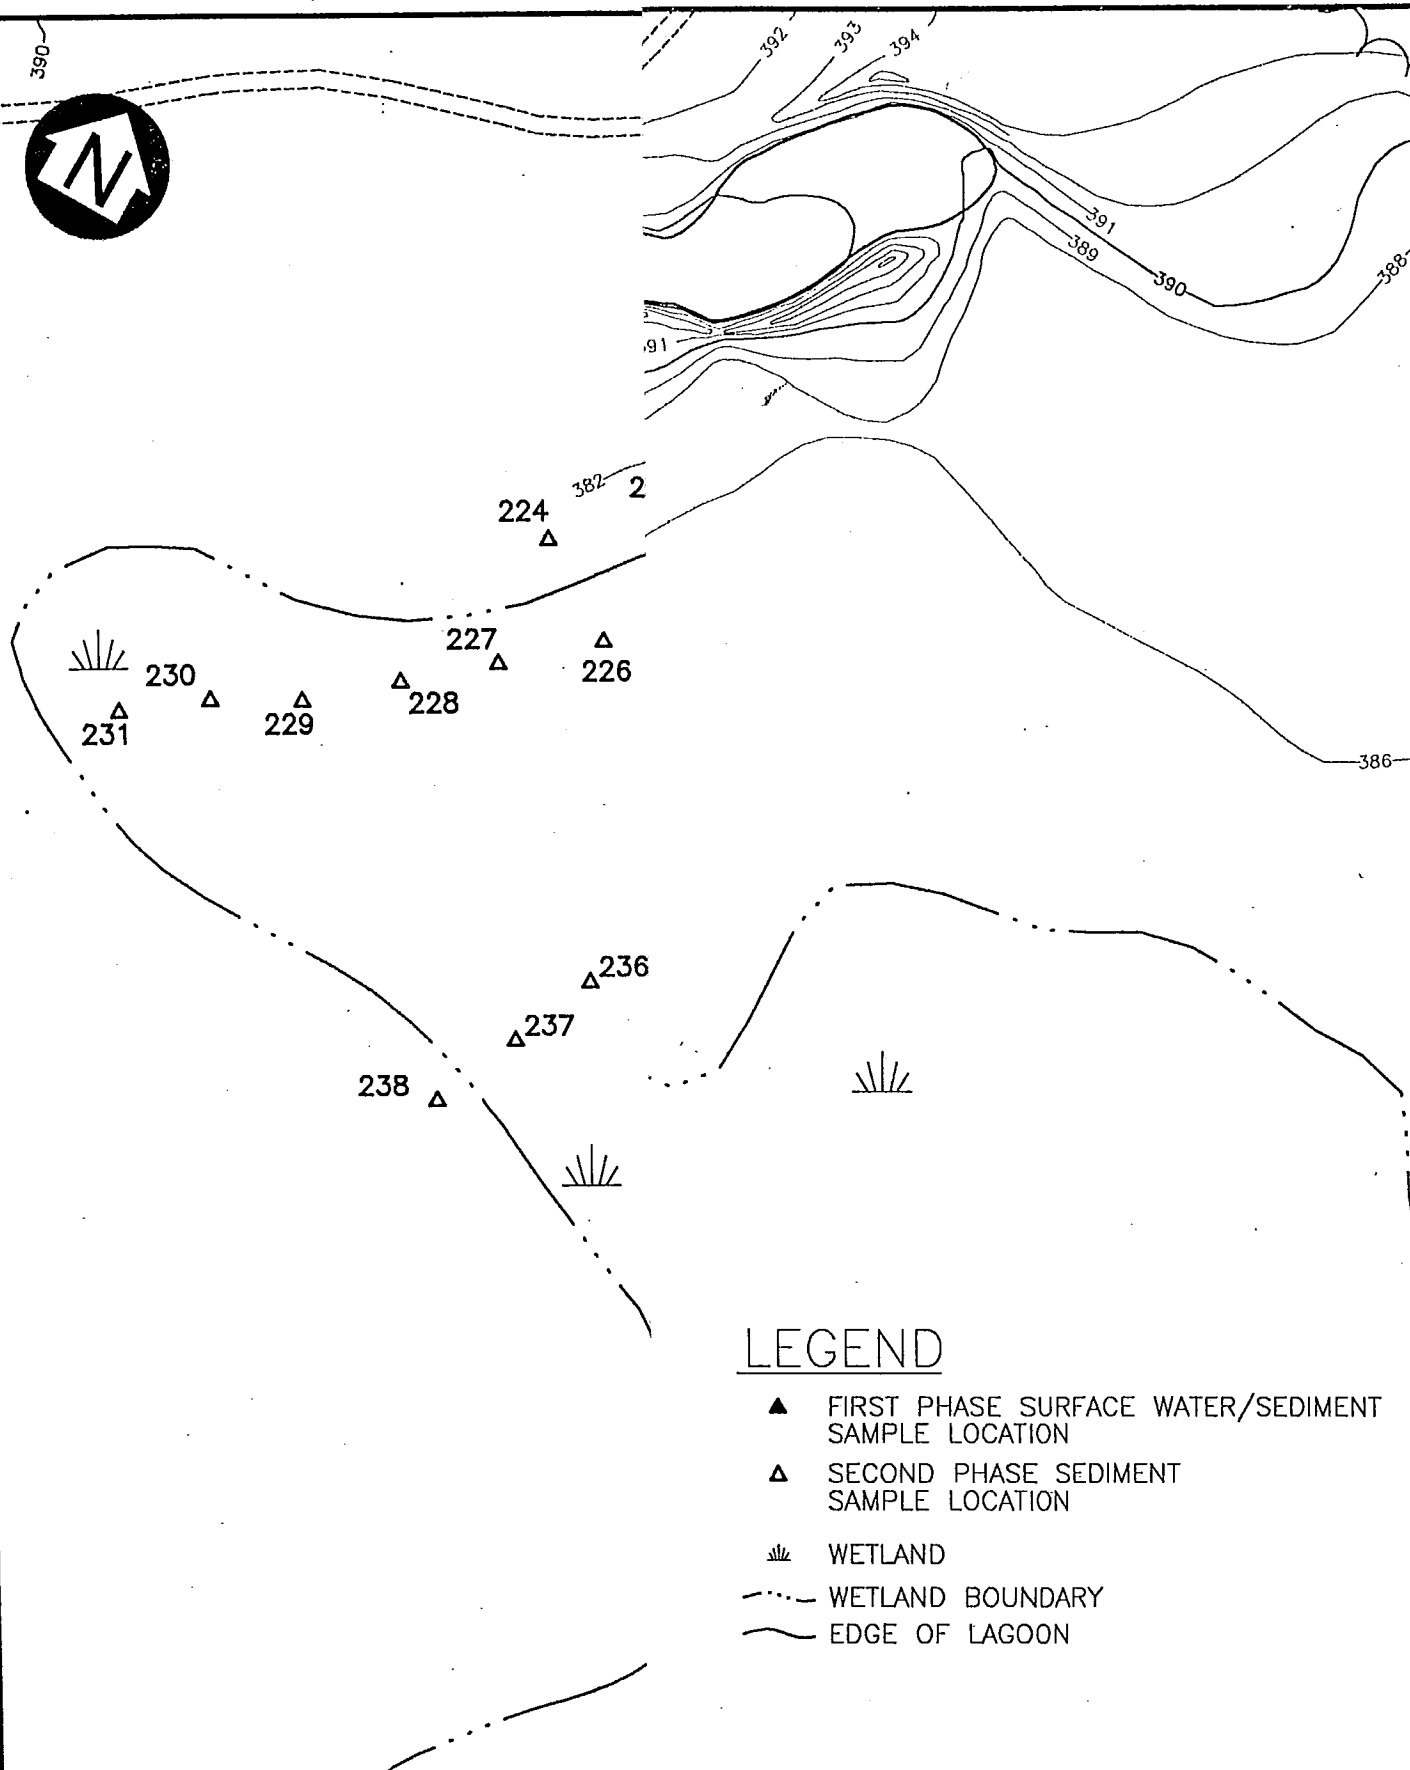 390
392
393
394
N
391
389
390
388
91
382
2
224
227
226
230
228
231
229
386
236
237
238
LEGEND
FIRST PHASE SURFACE WATER/SEDIMENT
SAMPLE LOCATION
SECOND PHASE SEDIMENT
SAMPLE LOCATION
WETLAND
WETLAND BOUNDARY
EDGE OF LAGOON